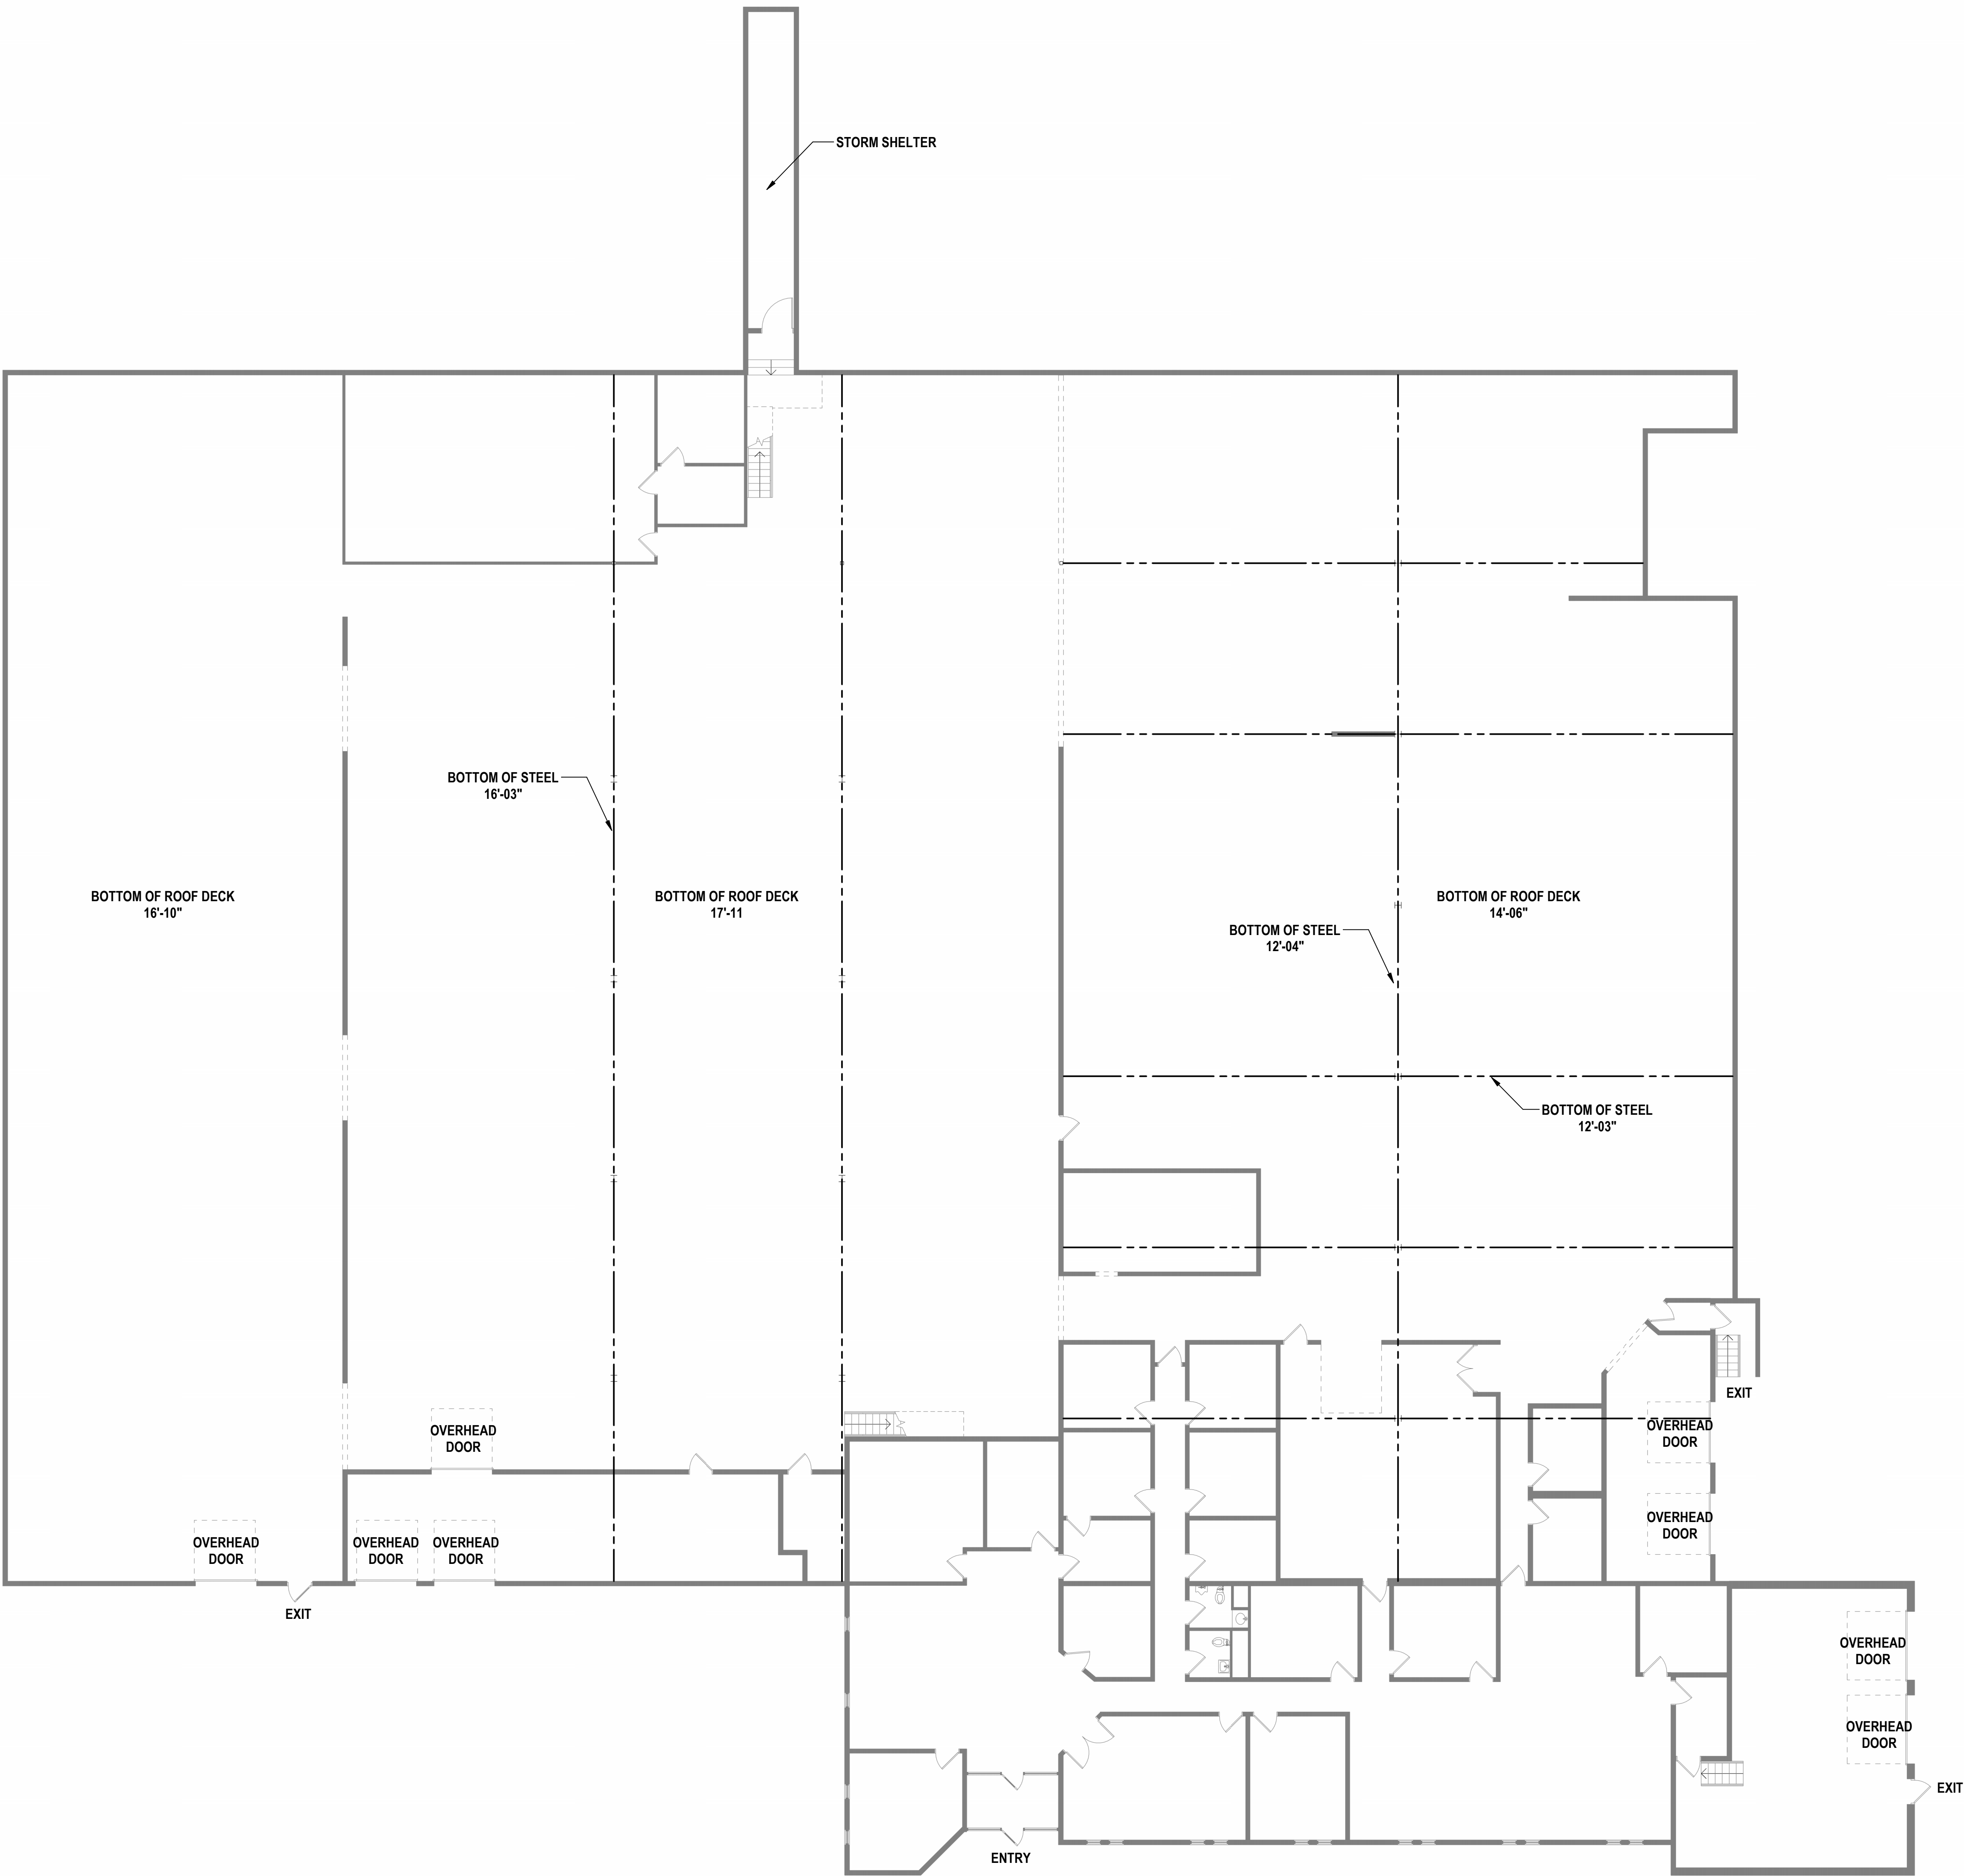 STORM SHELTER
BOTTOM OF STEEL
16'-03"
BOTTOM OF ROOF DECK
16'-10"
BOTTOM OF ROOF DECK
17'-11
BOTTOM OF ROOF DECK
14'-06"
BOTTOM OF STEEL
12'-04"
BOTTOM OF STEEL
12'-03"
EXIT
OVERHEAD
DOOR
OVERHEAD
DOOR
OVERHEAD
DOOR
OVERHEAD
DOOR
OVERHEAD
DOOR
OVERHEAD
DOOR
EXIT
OVERHEAD
DOOR
OVERHEAD
DOOR
EXIT
ENTRY